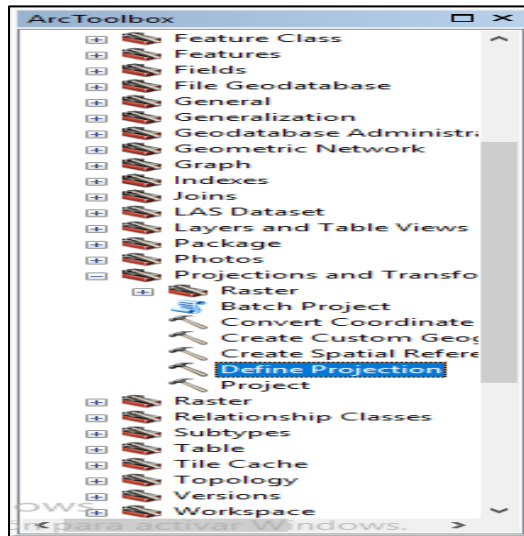 ArcToolbox
Feature Class
Features
Fields
File Geodatabase
General
Generalization
Geodatabase Administra
Geometric Network
Graph
Indexes
Joins
LAS Dataset
Layers and Table Views
Package
Photos
Projections and Transfo
Raster
Batch Project
Convert Coordinate
Create Custom Geog
Create Spatial Refere
Define Projection
Project
Raster
Relationship Classes
Subtypes
Table
Tile Cache
Topology
Versions
Workspace
ows
para activar Windows.